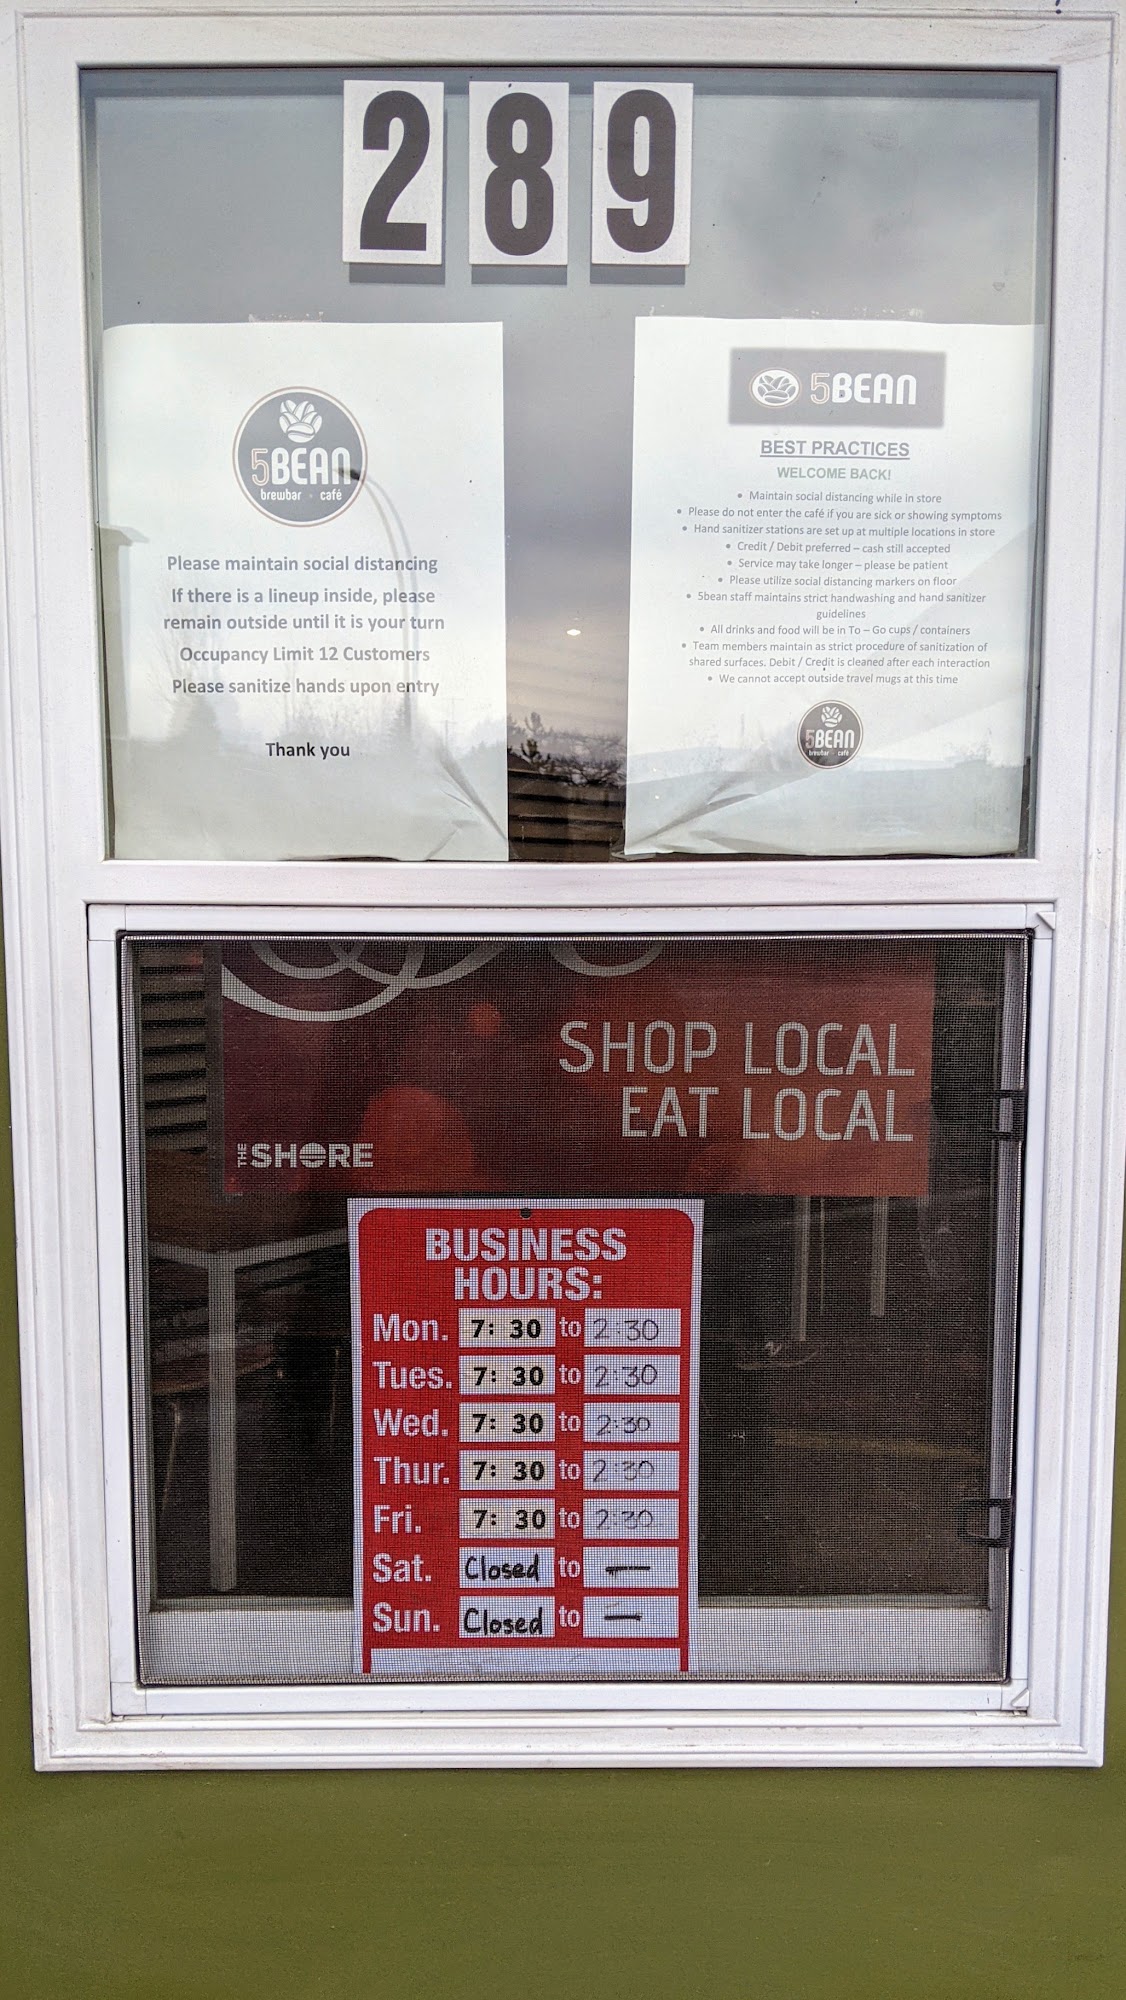 289
5BEAN
brewbar · café
Please maintain social distancing
If there is a lineup inside, please
remain outside until it is your turn
Occupancy Limit 12 Customers
Please sanitize hands upon entry
Thank you
5BEAN
BEST PRACTICES
WELCOME BACK!
• Maintain social distancing while in store
• Please do not enter the café if you are sick or showing symptoms
• Hand sanitizer stations are set up at multiple locations in store
• Credit / Debit preferred – cash still accepted
• Service may take longer – please be patient
• Please utilize social distancing markers on floor
• 5bean staff maintains strict handwashing and hand sanitizer
guidelines
• All drinks and food will be in To – Go cups / containers
• Team members maintain as strict procedure of sanitization of
shared surfaces. Debit / Credit is cleaned after each interaction
• We cannot accept outside travel mugs at this time
5BEAN
brewbar · café
SHOP LOCAL
EAT LOCAL
THE SHORE
BUSINESS
HOURS:
Mon. 7: 30 to 2:30
Tues. 7: 30 to 2:30
Wed. 7: 30 to 2:30
Thur. 7: 30 to 2:30
Fri. 7: 30 to 2:30
Sat. Closed to —
Sun. Closed to —